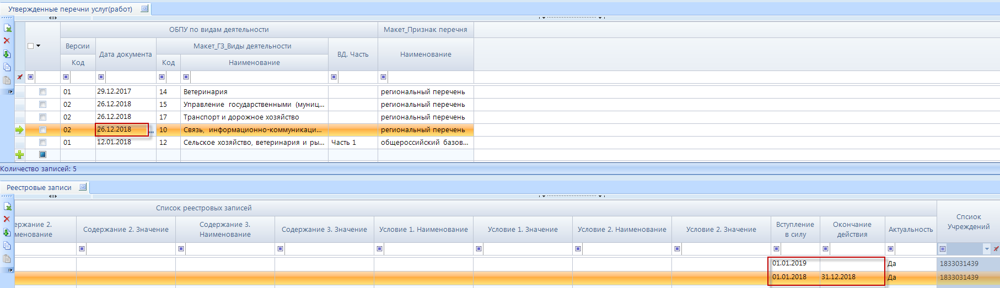 Утвержденные перечни услуг(работ)
ОБПУ по видам деятельности Макет_Признак перечня
Версии Дата документа Макет_ГЗ_Виды деятельности ВД. Часть Наименование
Код Код Наименование
01 29.12.2017 14 Ветеринария региональный перечень
02 26.12.2018 15 Управление государственными (муниц... региональный перечень
02 26.12.2018 17 Транспорт и дорожное хозяйство региональный перечень
02 26.12.2018 ... 10 Связь, информационно-коммуникаци... региональный перечень
01 12.01.2018 12 Сельское хозяйство, ветеринария и ры... Часть 1 общероссийский базов...
Количество записей: 5
Реестровые записи
Список реестровых записей
ержание 2.
менование
Содержание 2. Значение
Содержание 3.
Наименование
Содержание 3. Значение
Условие 1. Наименование
Условие 1. Значение
Условие 2. Наименование
Условие 2. Значение
Вступление
в силу
Окончание
действия
Актуальность
Спсиок
Учреждений
01.01.2019 Да 1833031439
01.01.2018 31.12.2018 Да 1833031439